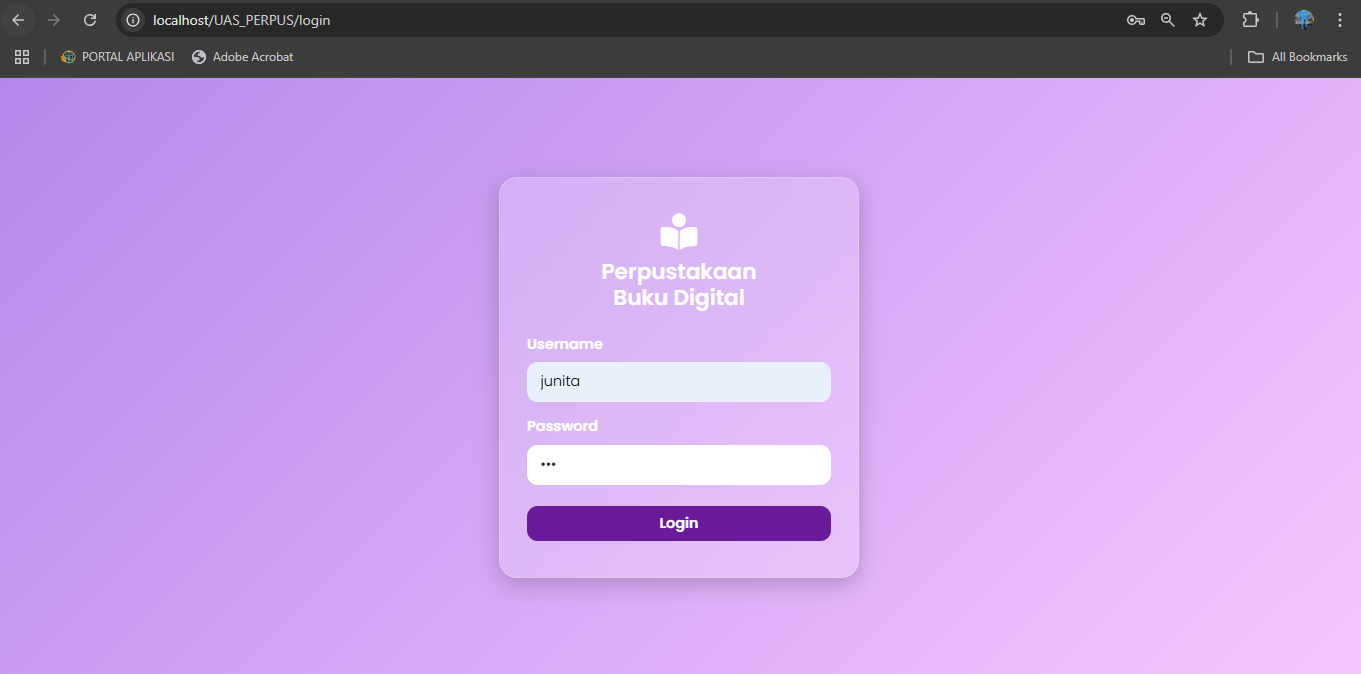 localhost/UAS_PERPUS/login
PORTAL APLIKASI
Adobe Acrobat
All Bookmarks
Perpustakaan
Buku Digital
Username
junita
Password
•••
Login